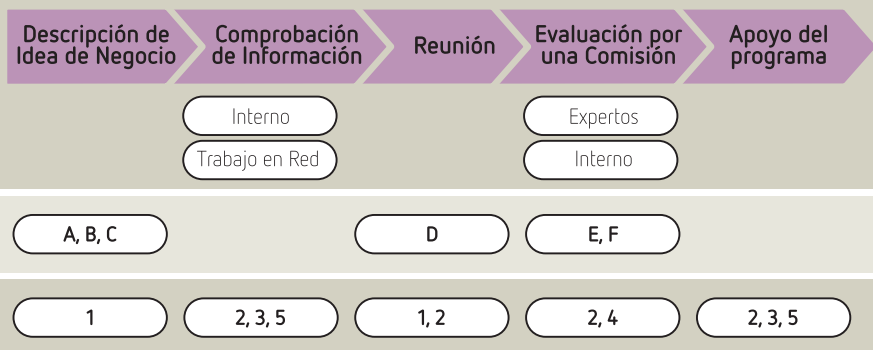 Descripción de
Idea de Negocio
Comprobación
de Información
Reunión
Evaluación por
una Comisión
Apoyo del
programa
Interno
Expertos
Trabajo en Red
Interno
A, B, C
D
E, F
1
2, 3, 5
1, 2
2, 4
2, 3, 5